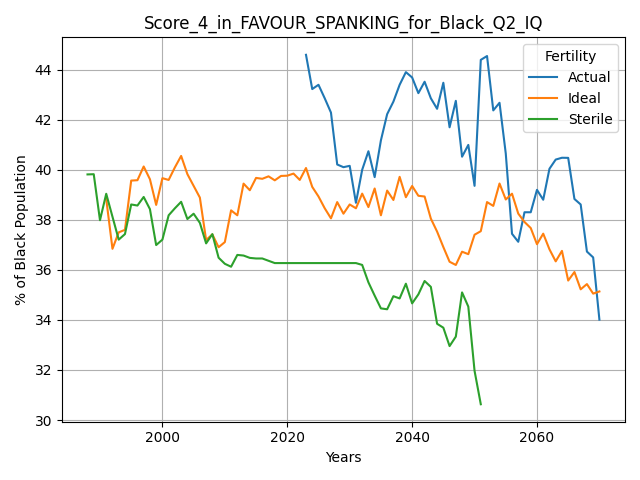 Score_4_in_FAVOUR_SPANKING_for_Black_Q2_IQ
Fertility
Actual
Ideal
Sterile
% of Black Population
44
42
40
38
36
34
32
30
2000
2020
2040
2060
Years